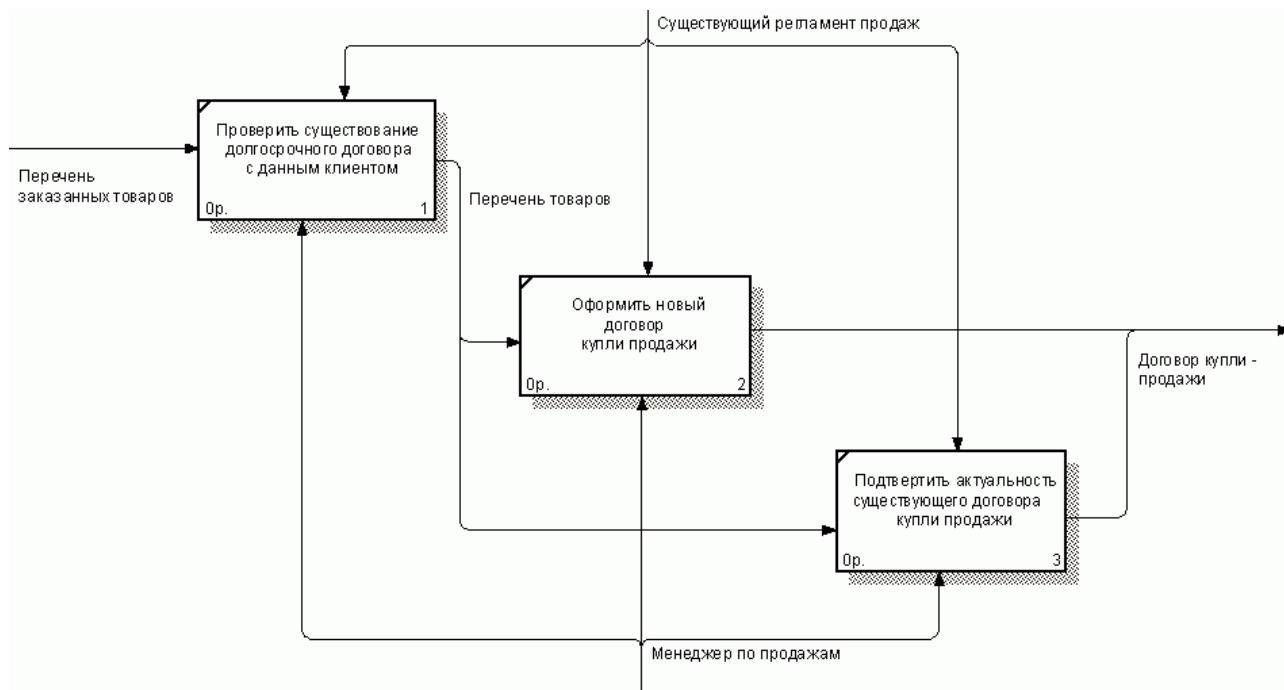 Существующий регламент продаж
Проверить существование
долгосрочного договора
с данным клиентом
0р.
1
Перечень
заказанных товаров
Перечень товаров
Оформить новый
договор
купли продажи
0р.
2
Договор купли -
продажи
Подтвертить актуальность
существующего договора
купли продажи
0р.
3
Менеджер по продажам